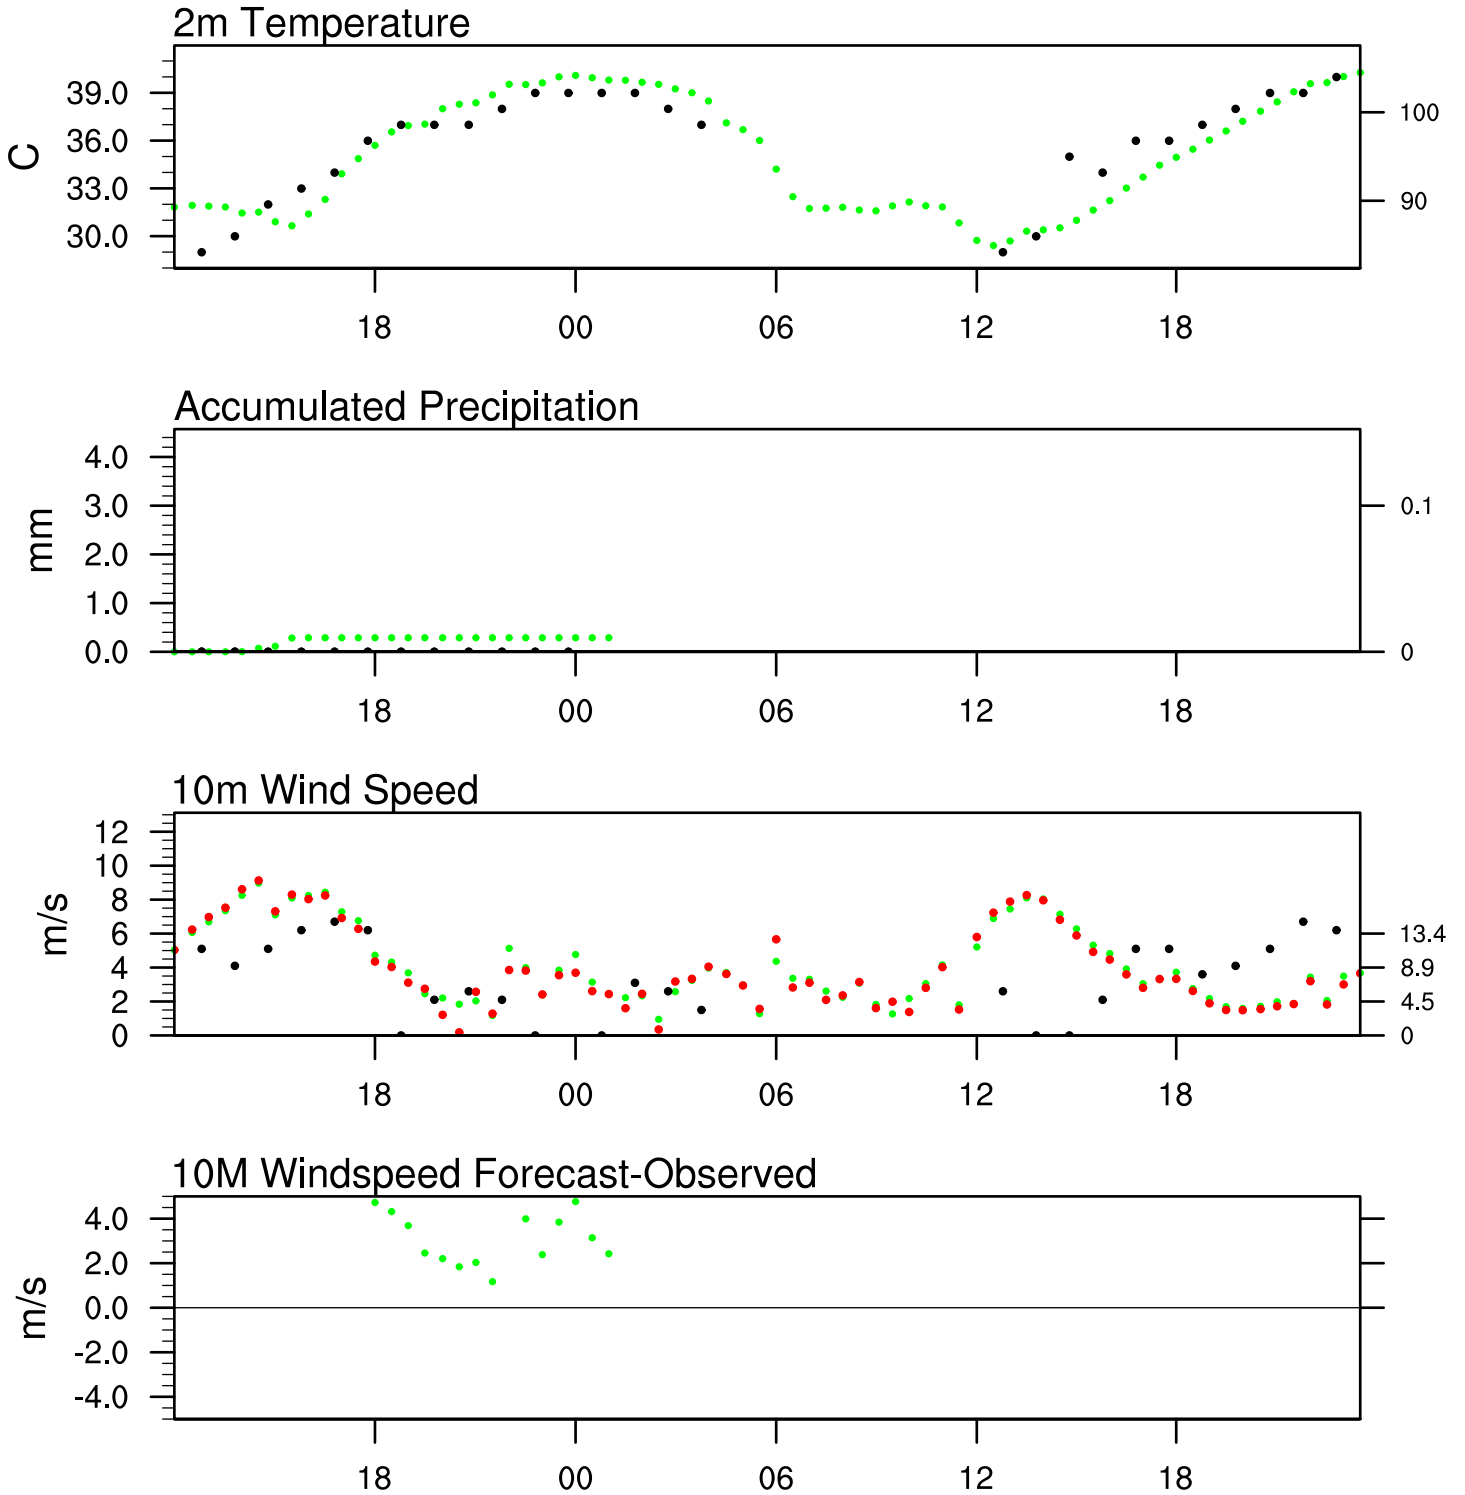 2m Temperature
39.0
36.0
33.0
30.0
C
100
90
18 00 06 12 18
Accumulated Precipitation
4.0
3.0
2.0
1.0
0.0
mm
0.1
0
18 00 06 12 18
10m Wind Speed
12
10
8
6
4
2
0
m/s
13.4
8.9
4.5
0
18 00 06 12 18
10M Windspeed Forecast-Observed
4.0
2.0
0.0
-2.0
-4.0
m/s
18 00 06 12 18